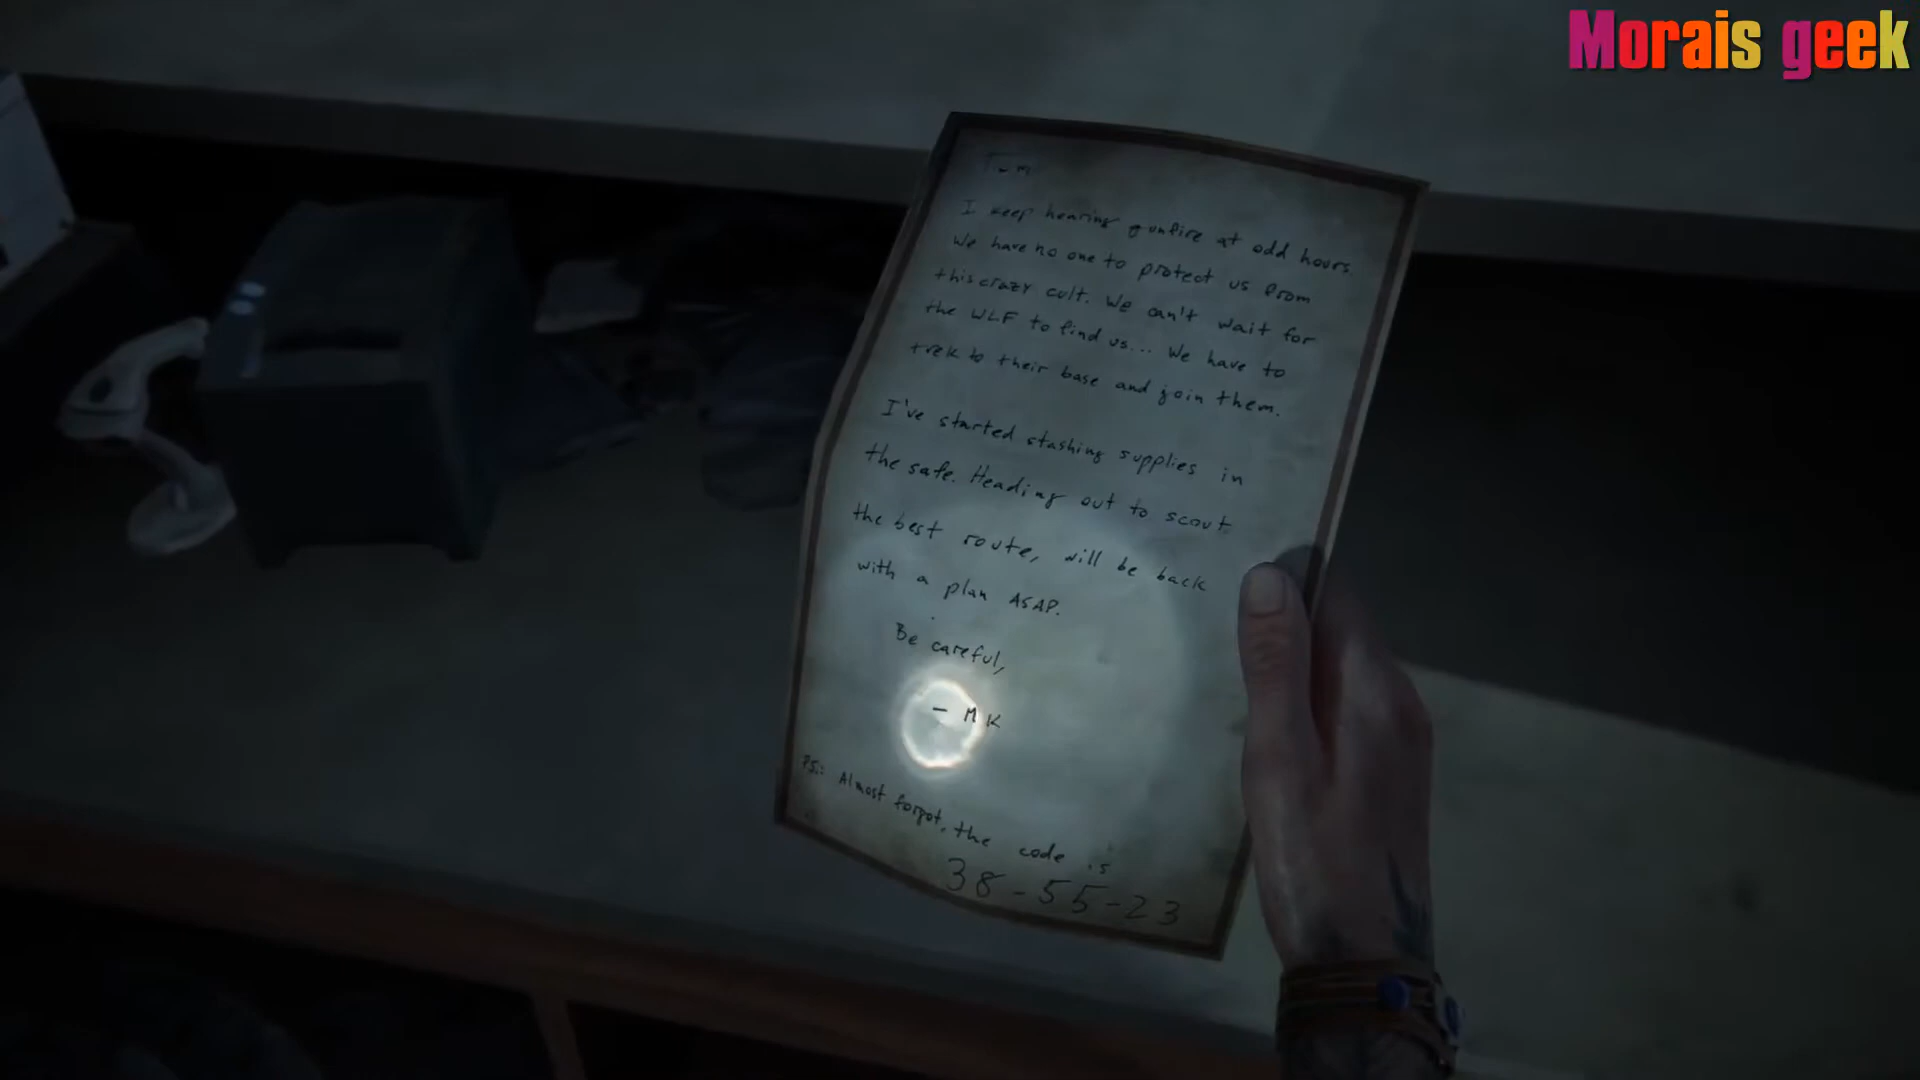 Morais geek
Tom
I keep hearing gunfire at odd hours.
We have no one to protect us from
this crazy cult. We can't wait for
the WLF to find us... We have to
trek to their base and join them.
I've started stashing supplies in
the safe. Heading out to scout
the best route, will be back
with a plan ASAP.
Be careful,
- MK
PS.: Almost forgot, the code is
38-55-23